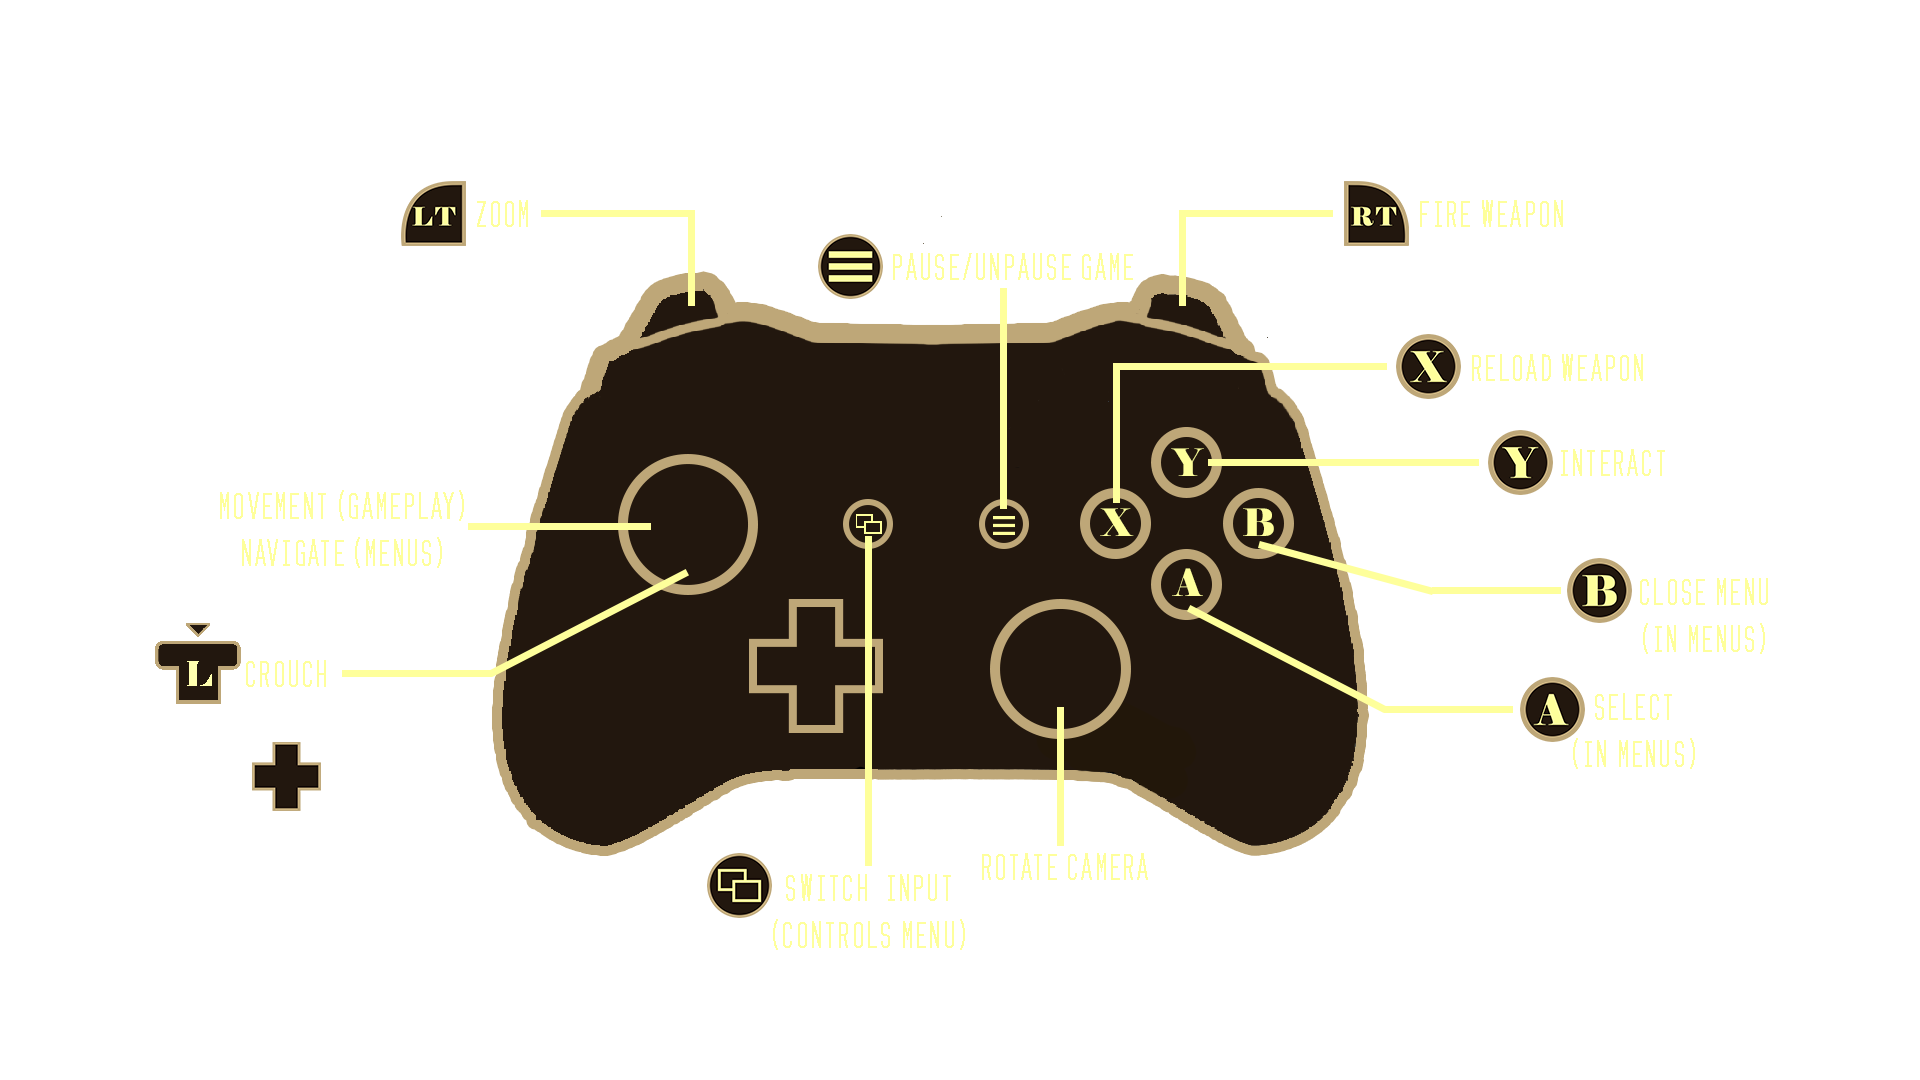 LT ZOOM
RT FIRE WEAPON
PAUSE/UNPAUSE GAME
X RELOAD WEAPON
Y
Y INTERACT
MOVEMENT (GAMEPLAY)
NAVIGATE (MENUS)
X
B
A
B CLOSE MENU
(IN MENUS)
L CROUCH
A SELECT
(IN MENUS)
ROTATE CAMERA
SWITCH INPUT
(CONTROLS MENU)